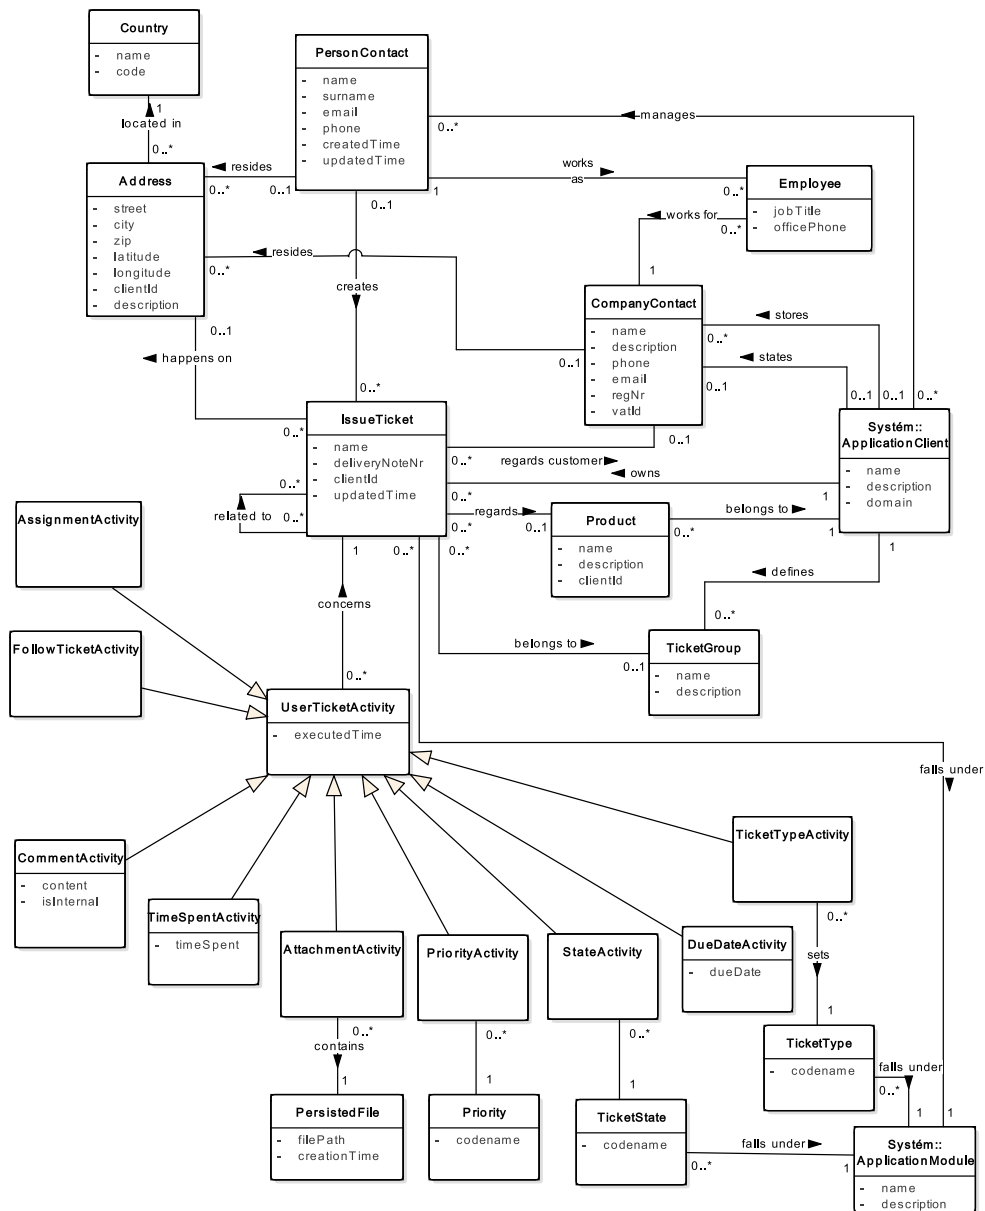 Country
- name
- code
1
located in
0..*
PersonContact
- name
- surname
- email
- phone
- createdTime
- updatedTime
0..*
manages
resides
0..*
0..1
0..1
1
works
as
0..*
Address
- street
- city
- zip
- latitude
- longitude
- clientId
- description
Employee
- jobTitle
- officePhone
works for
0..*
1
resides
0..*
0..1
creates
0..*
CompanyContact
- name
- description
- phone
- email
- regNr
- vatId
stores
0..*
states
0..1
0..1
0..1
0..1
0..*
0..1
happens on
0..*
IssueTicket
- name
- deliveryNoteNr
- clientId
- updatedTime
0..*
regards customer
owns
0..*
1
Systém::
ApplicationClient
- name
- description
- domain
0..*
related to
0..*
regards
0..*
0..1
Product
- name
- description
- clientId
belongs to
0..*
1
1
defines
0..*
AssignmentActivity
1
0..*
0..*
concerns
0..*
FollowTicketActivity
belongs to
0..1
TicketGroup
- name
- description
UserTicketActivity
- executedTime
falls under
CommentActivity
- content
- isInternal
TimeSpentActivity
- timeSpent
AttachmentActivity
PriorityActivity
StateActivity
DueDateActivity
- dueDate
TicketTypeActivity
0..*
sets
1
0..*
contains
1
0..*
1
0..*
1
TicketType
- codename
falls under
0..*
1
1
PersistedFile
- filePath
- creationTime
Priority
- codename
TicketState
- codename
falls under
0..*
1
Systém::
ApplicationModule
- name
- description